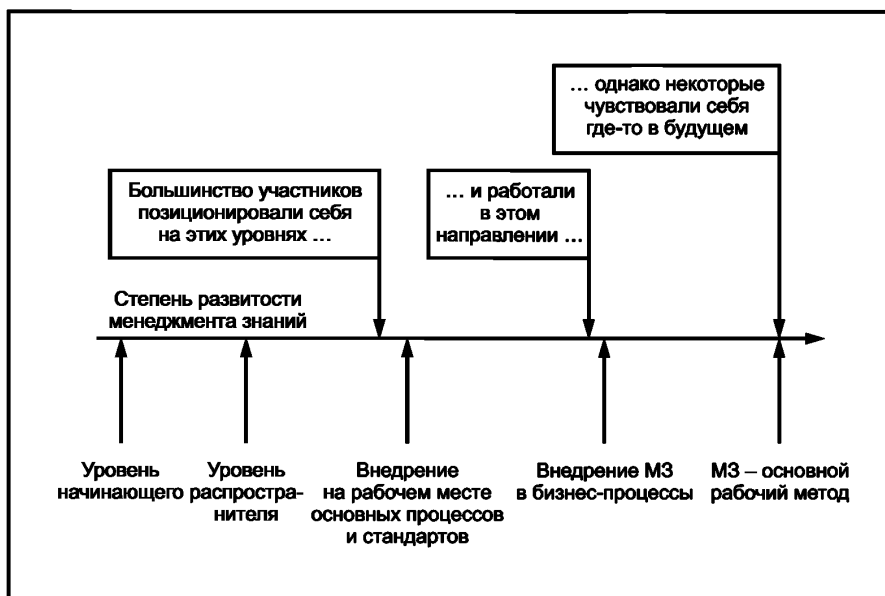 ... однако некоторые
чувствовали себя
где-то в будущем
Большинство участников
позиционировали себя
на этих уровнях ...
... и работали
в этом
направлении ...
Степень развитости
менеджмента знаний
Уровень
начинающего
Уровень
распростра-
нителя
Внедрение
на рабочем месте
основных процессов
и стандартов
Внедрение МЗ
в бизнес-процессы
МЗ – основной
рабочий метод